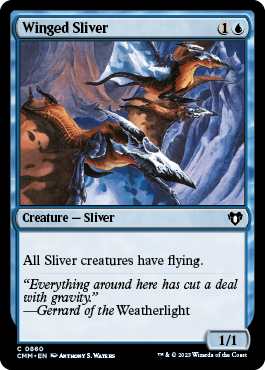 Winged Sliver 1
Creature — Sliver
All Sliver creatures have flying.
"Everything around here has cut a deal
with gravity."
—Gerrard of the Weatherlight
1/1
C 0860
CMM • EN Anthony S. Waters
™ & © 2023 Wizards of the Coast